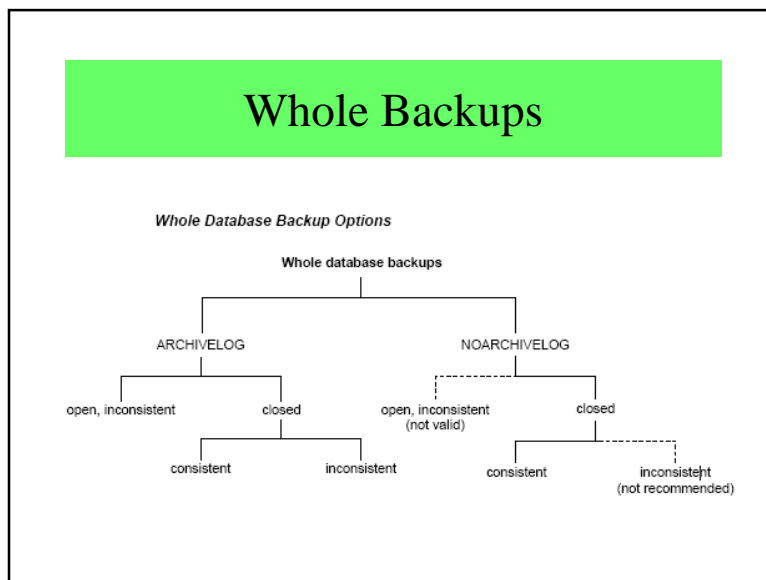 Whole Backups
Whole Database Backup Options
Whole database backups
ARCHIVELOG
NOARCHIVELOG
open, inconsistent
closed
open, inconsistent
(not valid)
closed
consistent
inconsistent
consistent
inconsistent
(not recommended)